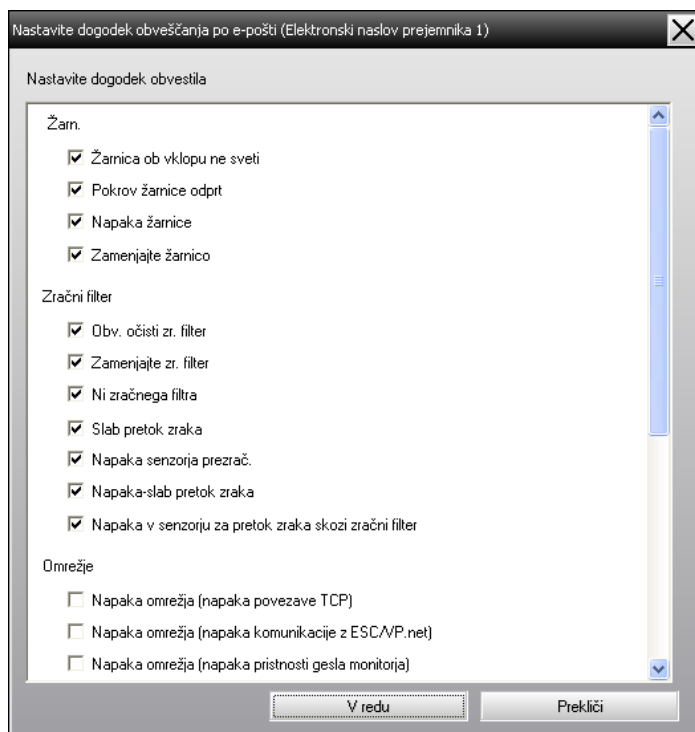 Nastavite dogodek obveščanja po e-pošti (Elektronski naslov prejemnika 1)
Nastavite dogodek obvestila
Žarn.
Žarnica ob vklopu ne sveti
Pokrov žarnice odprt
Napaka žarnice
Zamenjajte žarnico
Zračni filter
Obv. očisti zr. filter
Zamenjajte zr. filter
Ni zračnega filtra
Slab pretok zraka
Napaka senzorja prezrač.
Napaka-slab pretok zraka
Napaka v senzorju za pretok zraka skozi zračni filter
Omrežje
Napaka omrežja (napaka povezave TCP)
Napaka omrežja (napaka komunikacije z ESC/VP.net)
Napaka omrežja (napaka pristnosti gesla monitorja)
V redu
Prekliči